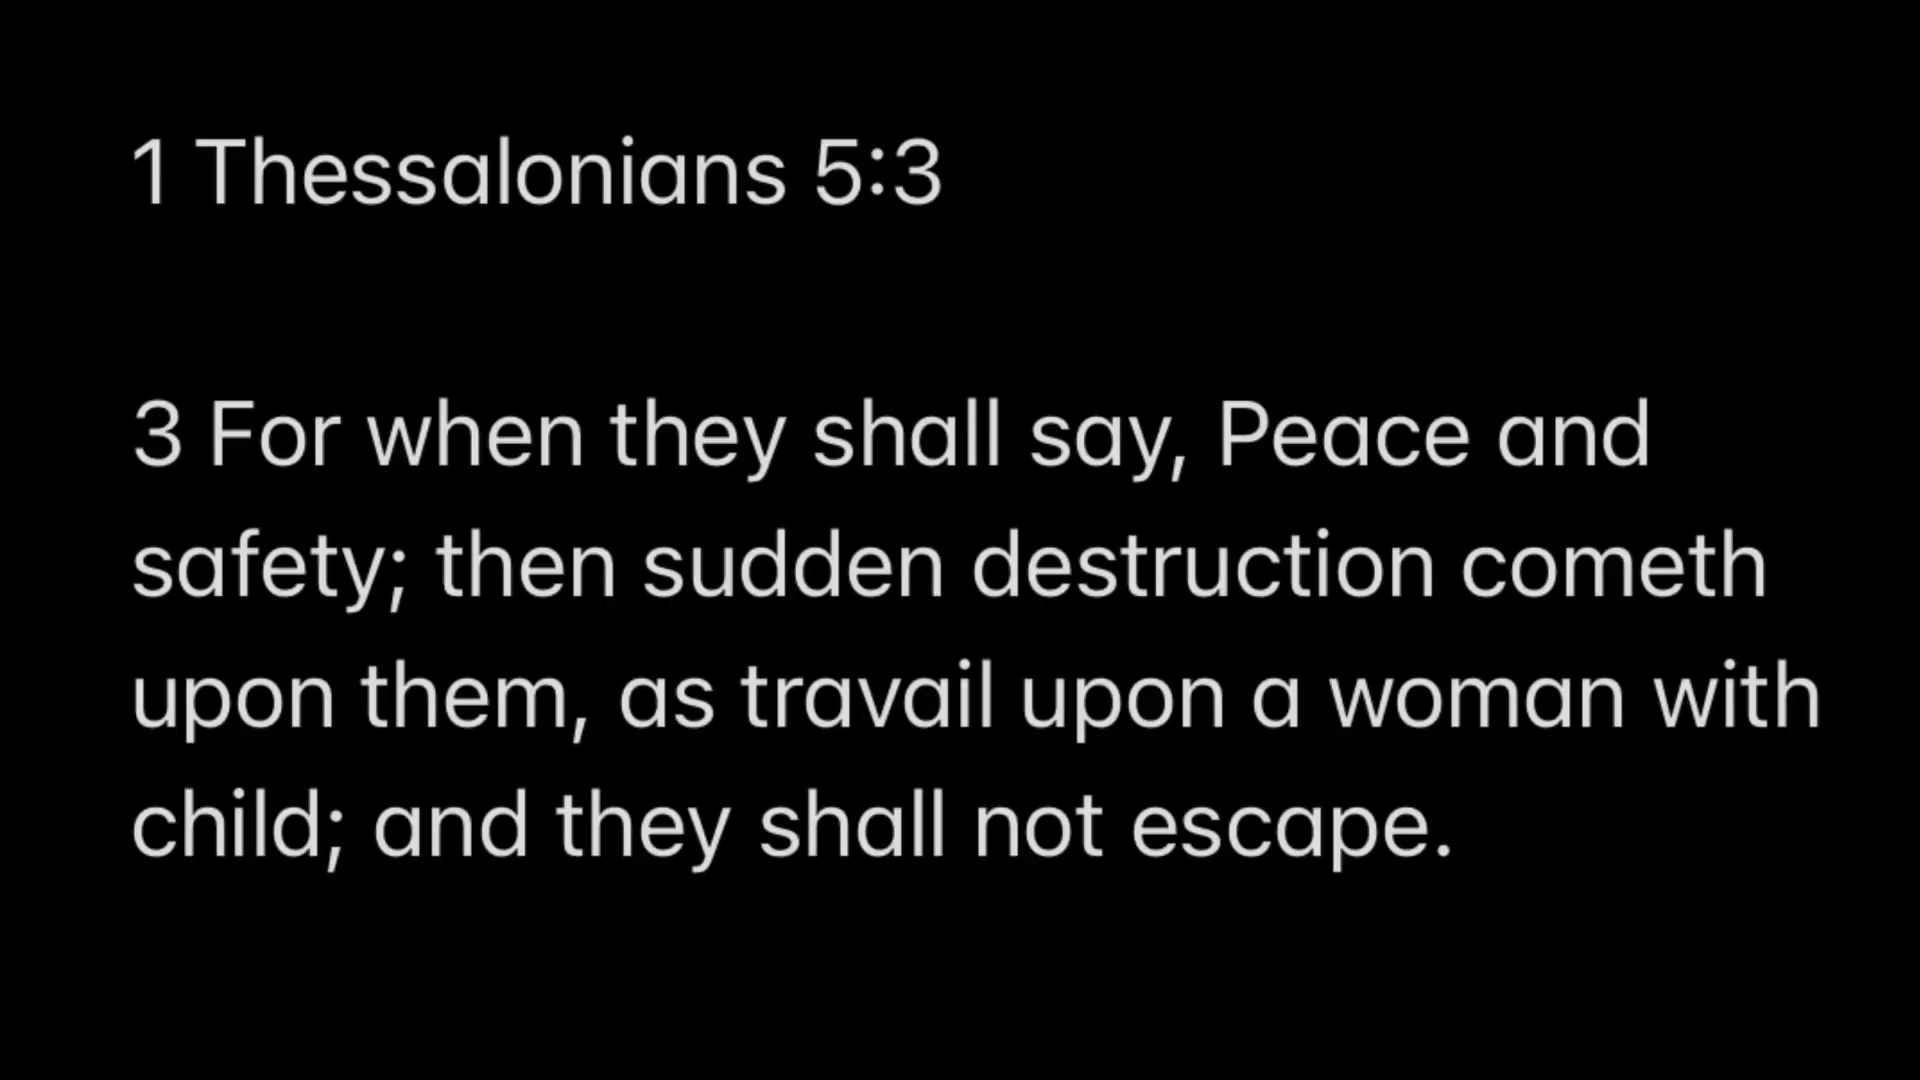 1 Thessalonians 5:3
3 For when they shall say, Peace and
safety; then sudden destruction cometh
upon them, as travail upon a woman with
child; and they shall not escape.